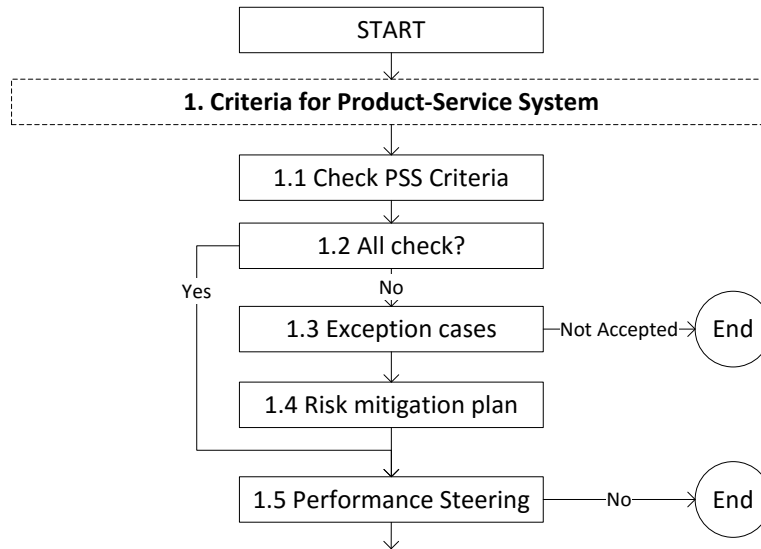 START
1. Criteria for Product-Service System
1.1 Check PSS Criteria
1.2 All check?
Yes
No
1.3 Exception cases
Not Accepted
End
1.4 Risk mitigation plan
1.5 Performance Steering
No
End